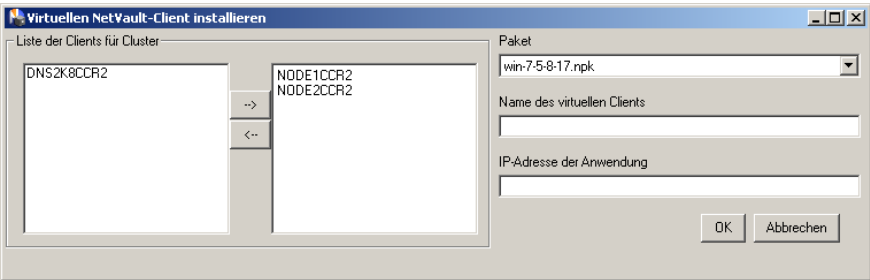 Virtuellen NetVault-Client installieren
Liste der Clients für Cluster
DNS2K8CCR2
-->
<--
NODE1CCR2
NODE2CCR2
Paket
win-7-5-8-17.npk
Name des virtuellen Clients
IP-Adresse der Anwendung
OK
Abbrechen